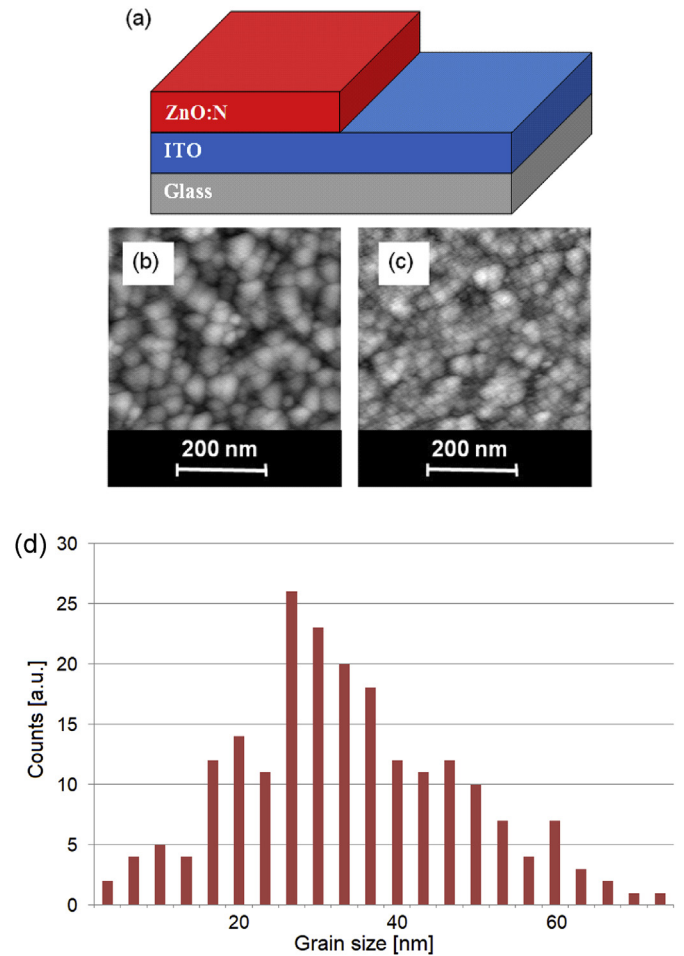 (a)
ZnO:N
ITO
Glass
(b)
(c)
200 nm
200 nm
(d)
30
25
20
15
10
5
0
Counts [a.u.]
20
40
60
Grain size [nm]